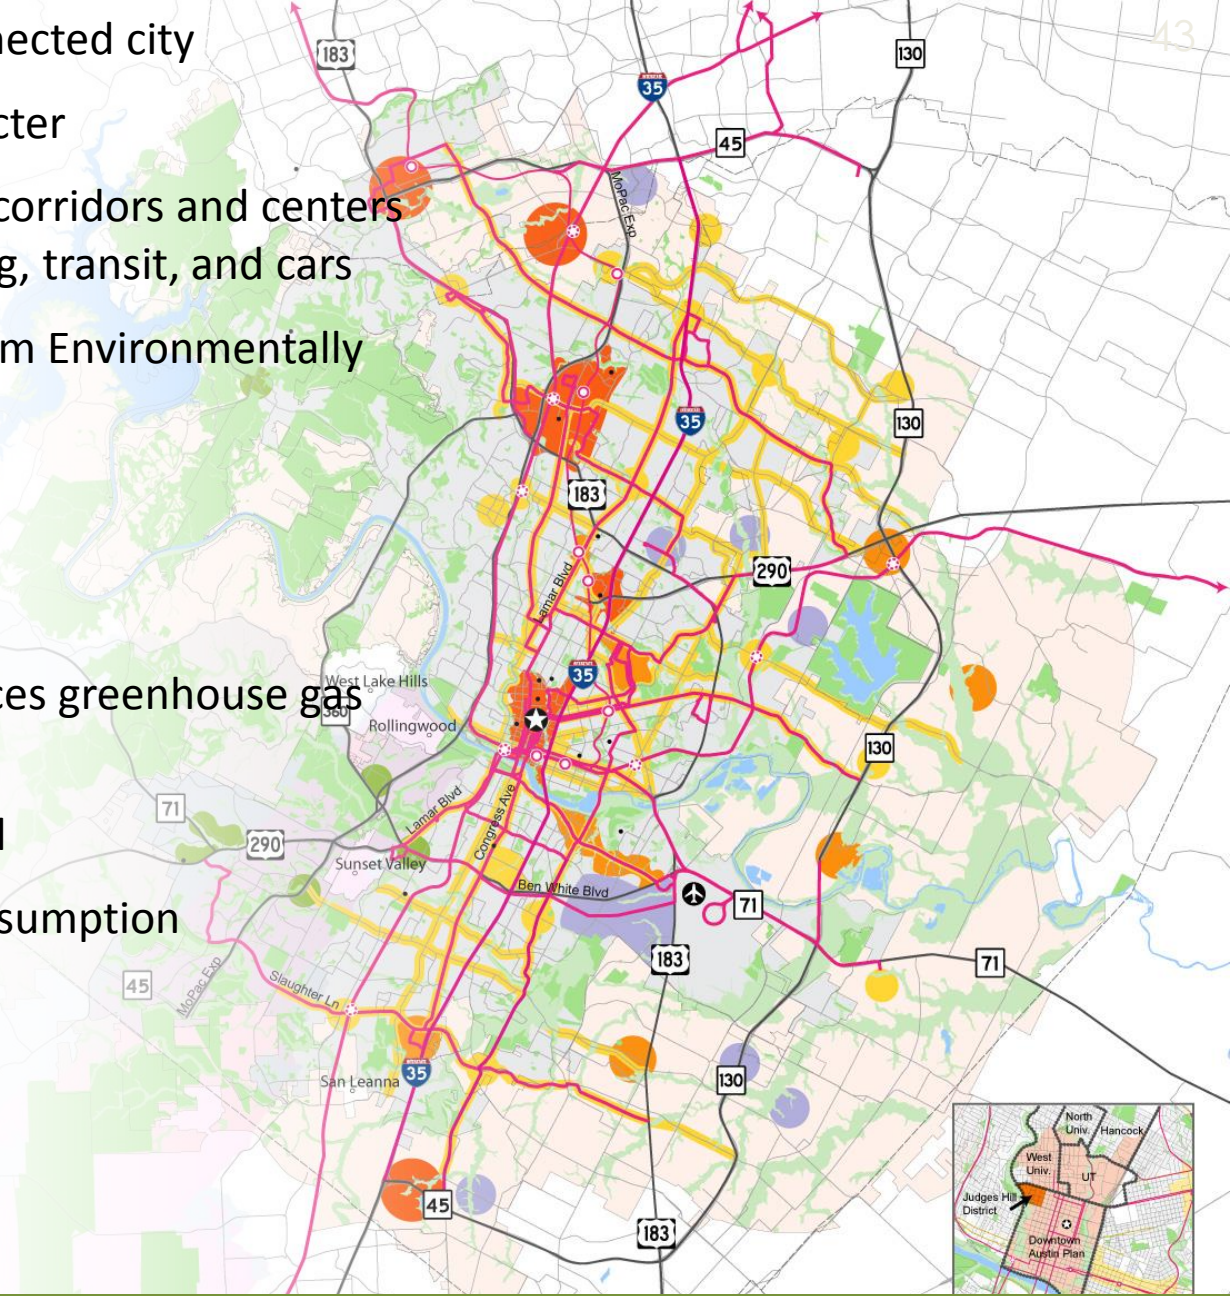 43
nected city
cter
corridors and centers
g, transit, and cars
m Environmentally
ces greenhouse gas
d
sumption
183
35
130
45
MoPac Exp
35
130
183
290
Lamar Blvd
35
West Lake Hills
360
Rollingwood
130
71
290
Lamar Blvd
Congress Ave
Sunset Valley
Ben White Blvd
71
183
71
45
MoPac Exp
Slaughter Ln
San Leanna
35
130
45
183
North
Univ.
Hancock
West
Univ.
UT
Judges Hill
District
Downtown
Austin Plan